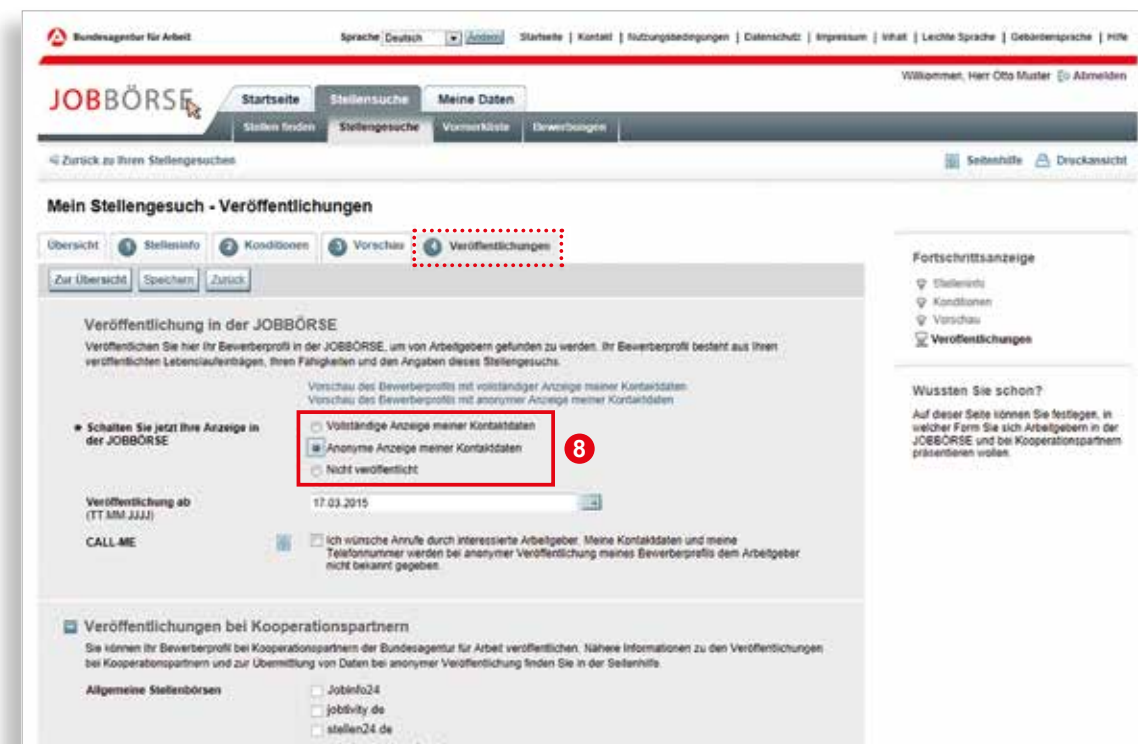 Bundesagentur für Arbeit
Sprache Deutsch Ändern Startseite | Kontakt | Nutzungsbedingungen | Datenschutz | Impressum | Inhalt | Leichte Sprache | Gebärdensprache | Hilfe
Willkommen, Herr Otto Muster Abmelden
JOBBÖRSE
Startseite Stellensuche Meine Daten
Stellen finden Stellengesuche Vormerkliste Bewerbungen
Zurück zu Ihren Stellengesuchen
Seitenhilfe Druckansicht
Mein Stellengesuch - Veröffentlichungen
Übersicht 1 Stelleninfo 2 Konditionen 3 Vorschau 4 Veröffentlichungen
Zur Übersicht Speichern Zurück
Veröffentlichung in der JOBBÖRSE
Veröffentlichen Sie hier Ihr Bewerberprofil in der JOBBÖRSE, um von Arbeitgebern gefunden zu werden. Ihr Bewerberprofil besteht aus Ihren
veröffentlichten Lebenslaufeinträgen, Ihren Fähigkeiten und den Angaben dieses Stellengesuchs.
Vorschau des Bewerberprofils mit vollständiger Anzeige meiner Kontaktdaten
Vorschau des Bewerberprofils mit anonymer Anzeige meiner Kontaktdaten
* Schalten Sie jetzt Ihre Anzeige in
der JOBBÖRSE
Vollständige Anzeige meiner Kontaktdaten
Anonyme Anzeige meiner Kontaktdaten
Nicht veröffentlicht
8
Veröffentlichung ab
(TT.MM.JJJJ)
17.03.2015
CALL-ME
Ich wünsche Anrufe durch interessierte Arbeitgeber. Meine Kontaktdaten und meine
Telefonnummer werden bei anonymer Veröffentlichung meines Bewerberprofils dem Arbeitgeber
nicht bekannt gegeben.
Veröffentlichungen bei Kooperationspartnern
Sie können Ihr Bewerberprofil bei Kooperationspartnern der Bundesagentur für Arbeit veröffentlichen. Nähere Informationen zu den Veröffentlichungen
bei Kooperationspartnern und zur Übermittlung von Daten bei anonymer Veröffentlichung finden Sie in der Seitenhilfe.
Allgemeine Stellenbörsen
Jobinfo24
jobtivity.de
stellen24.de
Fortschrittsanzeige
Stelleninfo
Konditionen
Vorschau
Veröffentlichungen
Wussten Sie schon?
Auf dieser Seite können Sie festlegen, in
welcher Form Sie sich Arbeitgebern in der
JOBBÖRSE und bei Kooperationspartnern
präsentieren wollen.